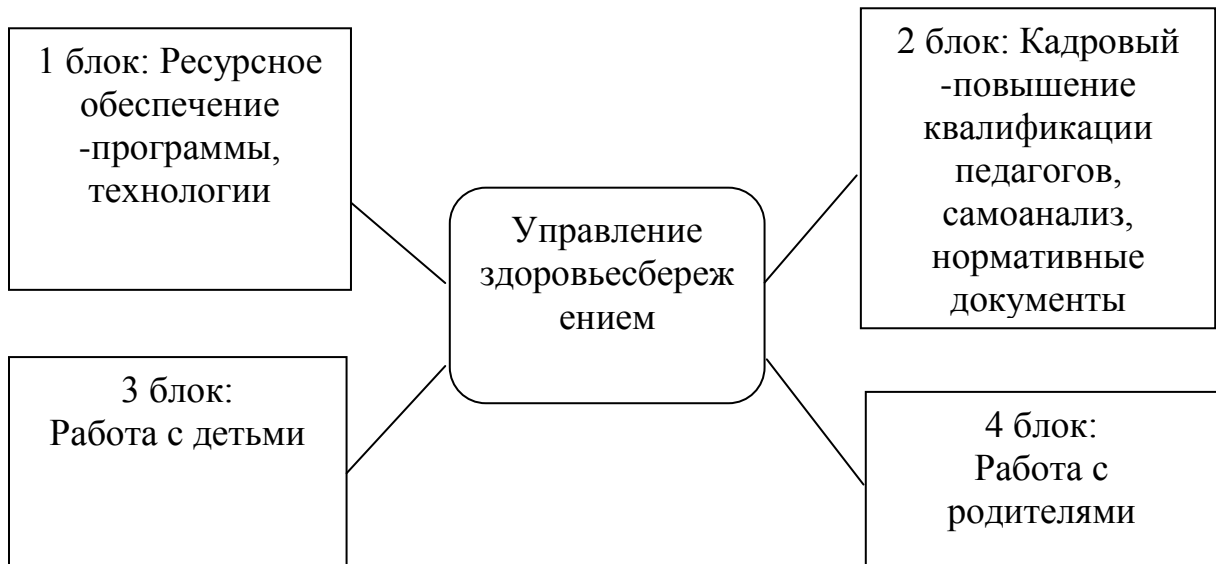 1 блок: Ресурсное
обеспечение
-программы,
технологии
2 блок: Кадровый
-повышение
квалификации
педагогов,
самоанализ,
нормативные
документы
Управление
здоровьесбереж
ением
3 блок:
Работа с детьми
4 блок:
Работа с
родителями